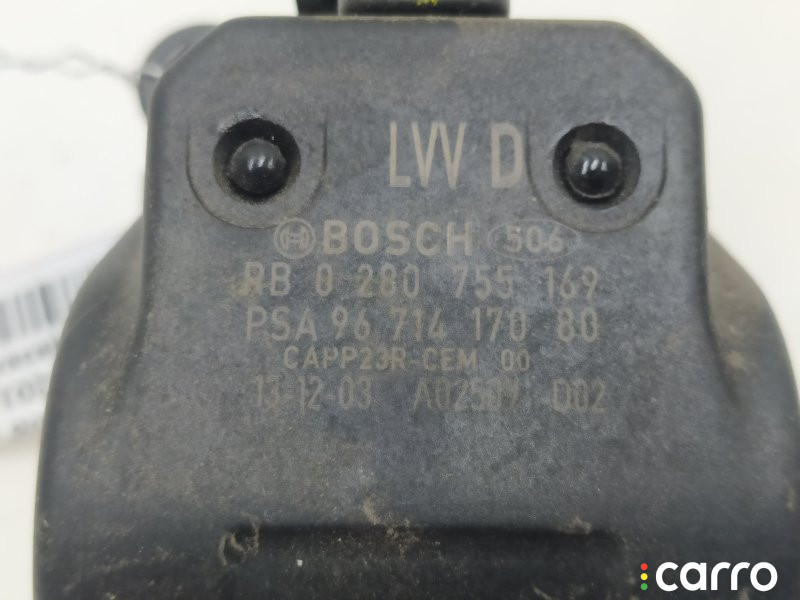 LVV D
BOSCH 506
RB 0 280 755 169
PSA 96 714 170 80
CAPP23R-CEM 00
13-12-03 D02
carro